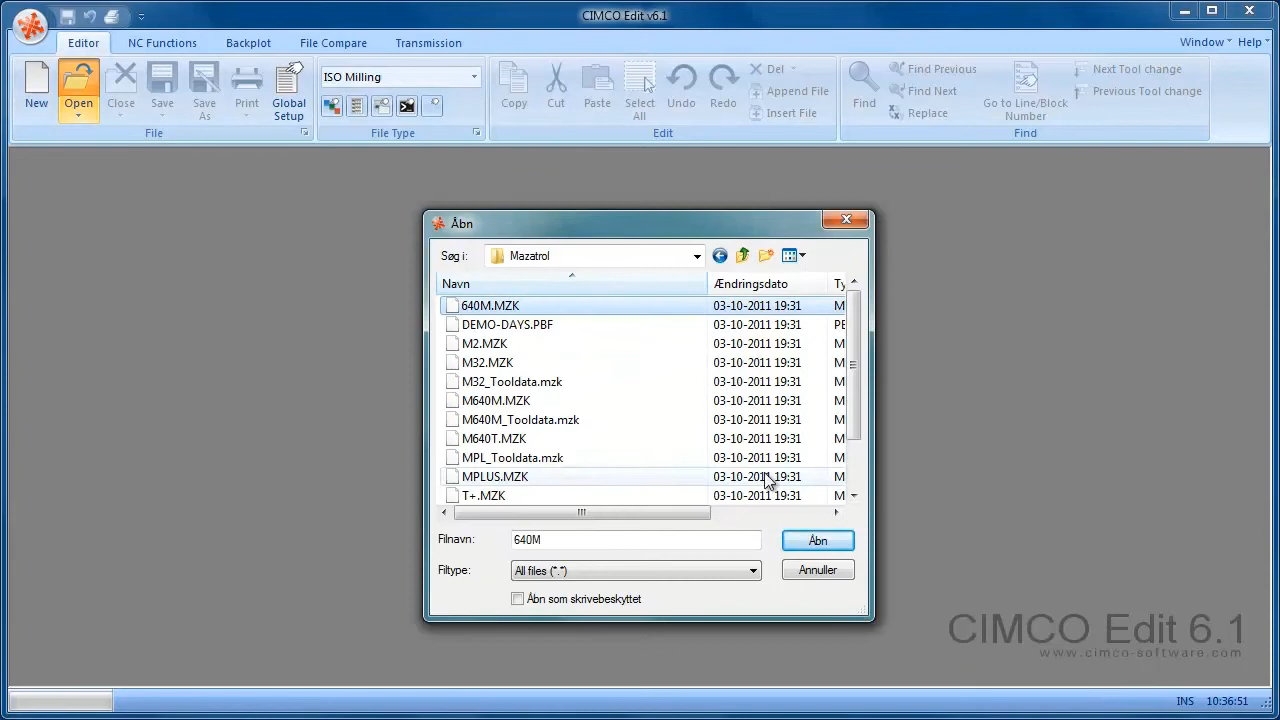 CIMCO Edit v6.1
Editor NC Functions Backplot File Compare Transmission Window Help
New Open Close Save Save As Print Global Setup
File
ISO Milling
File Type
Copy Cut Paste Select All Undo Redo
Del
Append File
Insert File
Edit
Find
Find Next
Find Previous
Replace
Go to Line/Block Number
Next Tool change
Previous Tool change
Find
Åbn
Søg i: Mazatrol
Navn Ændringsdato Ty
640M.MZK 03-10-2011 19:31 M
DEMO-DAYS.PBF 03-10-2011 19:31 PB
M2.MZK 03-10-2011 19:31 M
M32.MZK 03-10-2011 19:31 M
M32_Tooldata.mzk 03-10-2011 19:31 M
M640M.MZK 03-10-2011 19:31 M
M640M_Tooldata.mzk 03-10-2011 19:31 M
M640T.MZK 03-10-2011 19:31 M
MPL_Tooldata.mzk 03-10-2011 19:31 M
MPLUS.MZK 03-10-2011 19:31 M
T+.MZK 03-10-2011 19:31 M
Filnavn: 640M Åbn
Filtype: All files (*.*) Annuller
Åbn som skrivebeskyttet
CIMCO Edit 6.1
www.cimco-software.com
INS 10:36:51